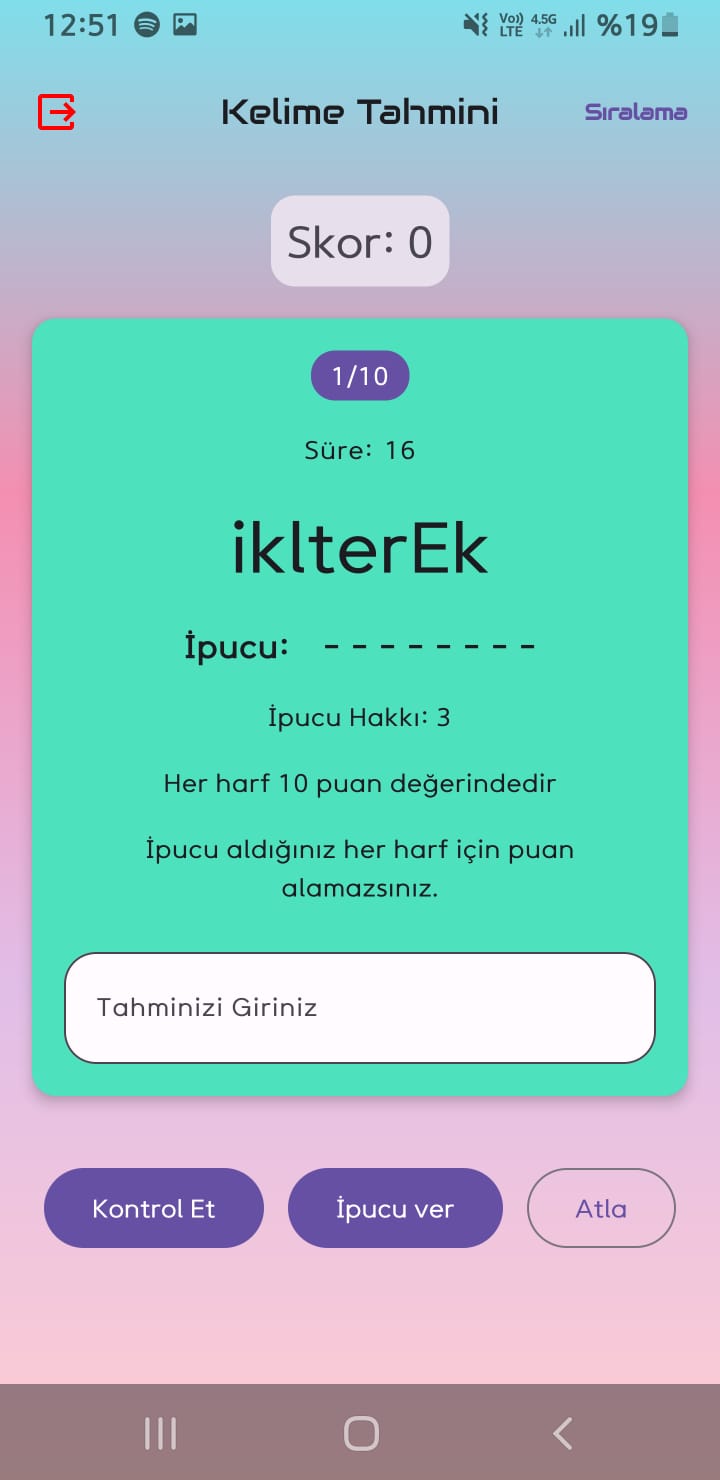 12:51 Vo)) LTE 4.5G %19
Kelime Tahmini Sıralama
Skor: 0
1/10
Süre: 16
iklterEk
İpucu: - - - - - - - -
İpucu Hakkı: 3
Her harf 10 puan değerindedir
İpucu aldığınız her harf için puan
alamazsınız.
Tahminizi Giriniz
Kontrol Et İpucu ver Atla